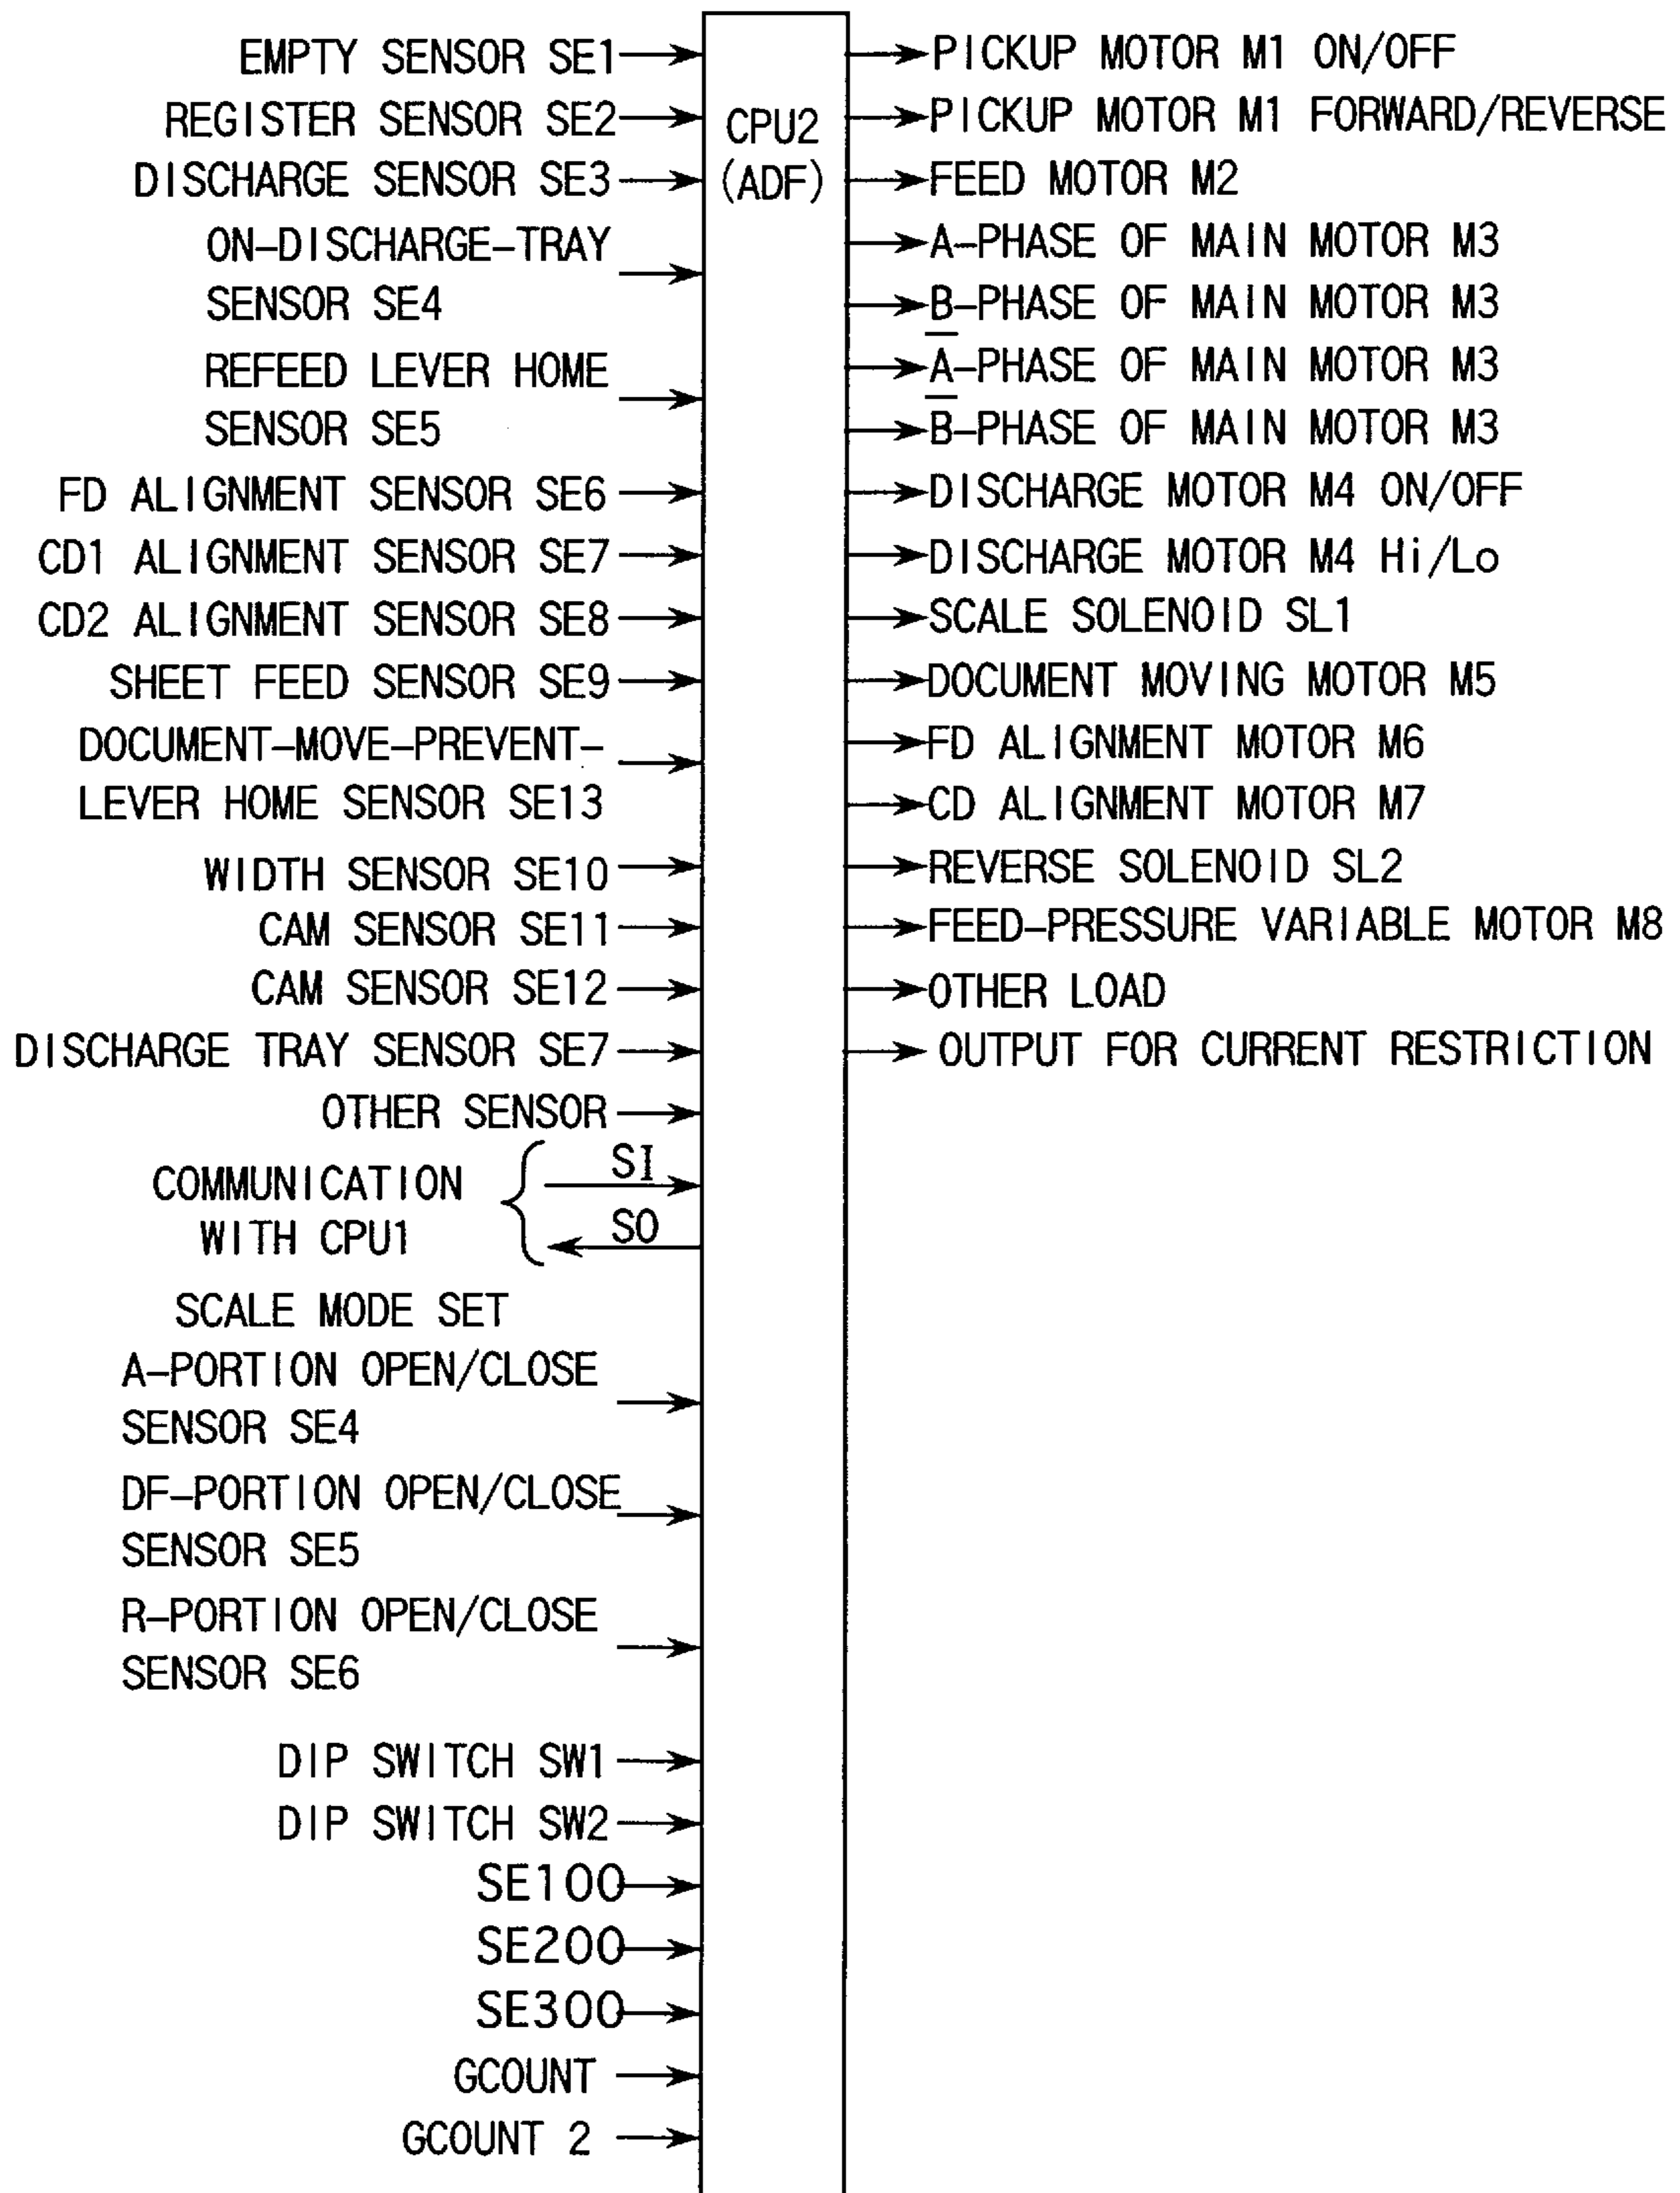 EMPTY SENSOR SE1
REGISTER SENSOR SE2
DISCHARGE SENSOR SE3
ON-DISCHARGE-TRAY
SENSOR SE4
REFEED LEVER HOME
SENSOR SE5
FD ALIGNMENT SENSOR SE6
CD1 ALIGNMENT SENSOR SE7
CD2 ALIGNMENT SENSOR SE8
SHEET FEED SENSOR SE9
DOCUMENT-MOVE-PREVENT-
LEVER HOME SENSOR SE13
WIDTH SENSOR SE10
CAM SENSOR SE11
CAM SENSOR SE12
DISCHARGE TRAY SENSOR SE7
OTHER SENSOR
COMMUNICATION
WITH CPU1
SI
SO
SCALE MODE SET
A-PORTION OPEN/CLOSE
SENSOR SE4
DF-PORTION OPEN/CLOSE
SENSOR SE5
R-PORTION OPEN/CLOSE
SENSOR SE6
DIP SWITCH SW1
DIP SWITCH SW2
SE100
SE200
SE300
GCOUNT
GCOUNT 2
CPU2
(ADF)
PICKUP MOTOR M1 ON/OFF
PICKUP MOTOR M1 FORWARD/REVERSE
FEED MOTOR M2
A-PHASE OF MAIN MOTOR M3
B-PHASE OF MAIN MOTOR M3
A̅-PHASE OF MAIN MOTOR M3
B̅-PHASE OF MAIN MOTOR M3
DISCHARGE MOTOR M4 ON/OFF
DISCHARGE MOTOR M4 Hi/Lo
SCALE SOLENOID SL1
DOCUMENT MOVING MOTOR M5
FD ALIGNMENT MOTOR M6
CD ALIGNMENT MOTOR M7
REVERSE SOLENOID SL2
FEED-PRESSURE VARIABLE MOTOR M8
OTHER LOAD
OUTPUT FOR CURRENT RESTRICTION